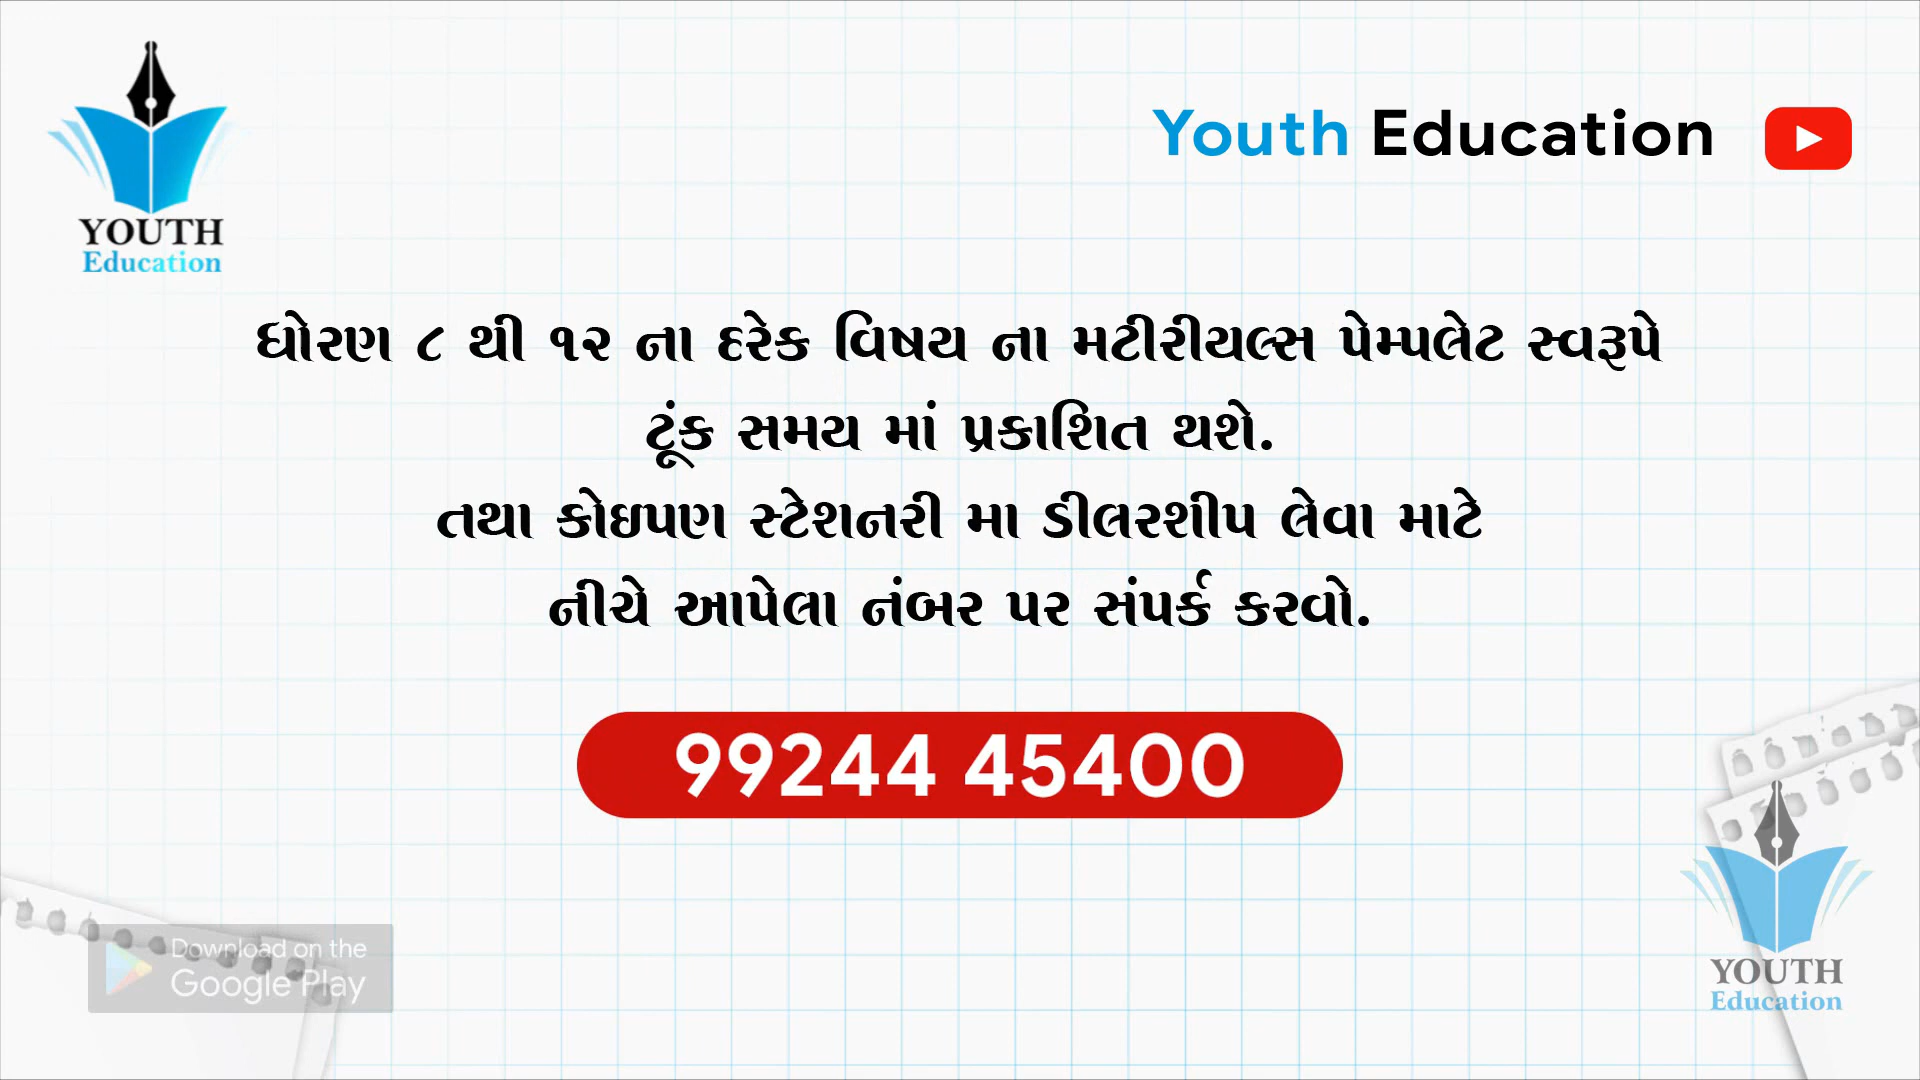 YOUTH
Education
Youth Education
ધોરણ ૮ થી ૧૨ ના દરેક વિષય ના મટીરીયલ્સ પેમ્પલેટ સ્વરૂપે
ટૂંક સમય માં પ્રકાશિત થશે.
તથા કોઇપણ સ્ટેશનરી મા ડીલરશીપ લેવા માટે
નીચે આપેલા નંબર પર સંપર્ક કરવો.
99244 45400
Download on the
Google Play
YOUTH
Education